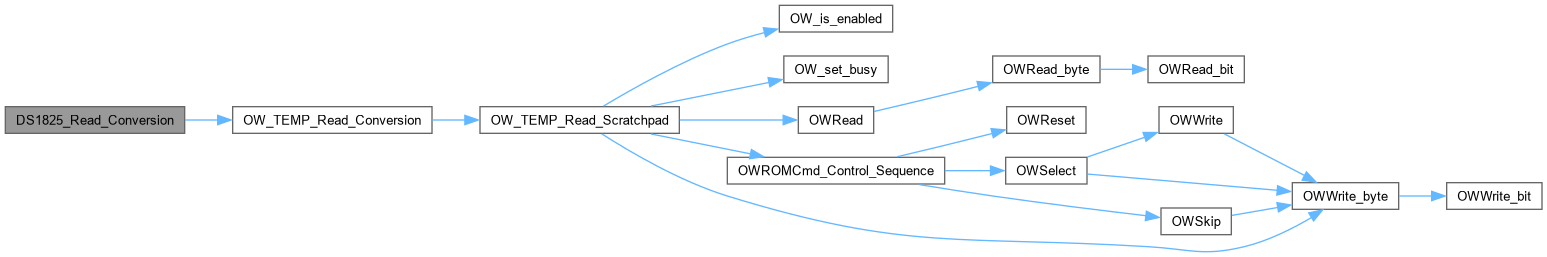 DS1825_Read_Conversion
OW_TEMP_Read_Conversion
OW_TEMP_Read_Scratchpad
OW_is_enabled
OW_set_busy
OWRead
OWROMCmd_Control_Sequence
OWRead_byte
OWRead_bit
OWReset
OWSelect
OWWrite
OWSkip
OWWrite_byte
OWWrite_bit